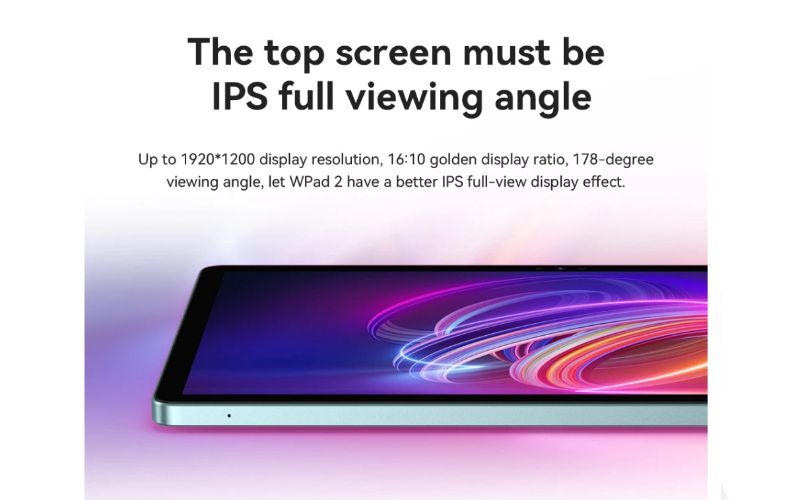 The top screen must be
IPS full viewing angle
Up to 1920*1200 display resolution, 16:10 golden display ratio, 178-degree
viewing angle, let WPad 2 have a better IPS full-view display effect.